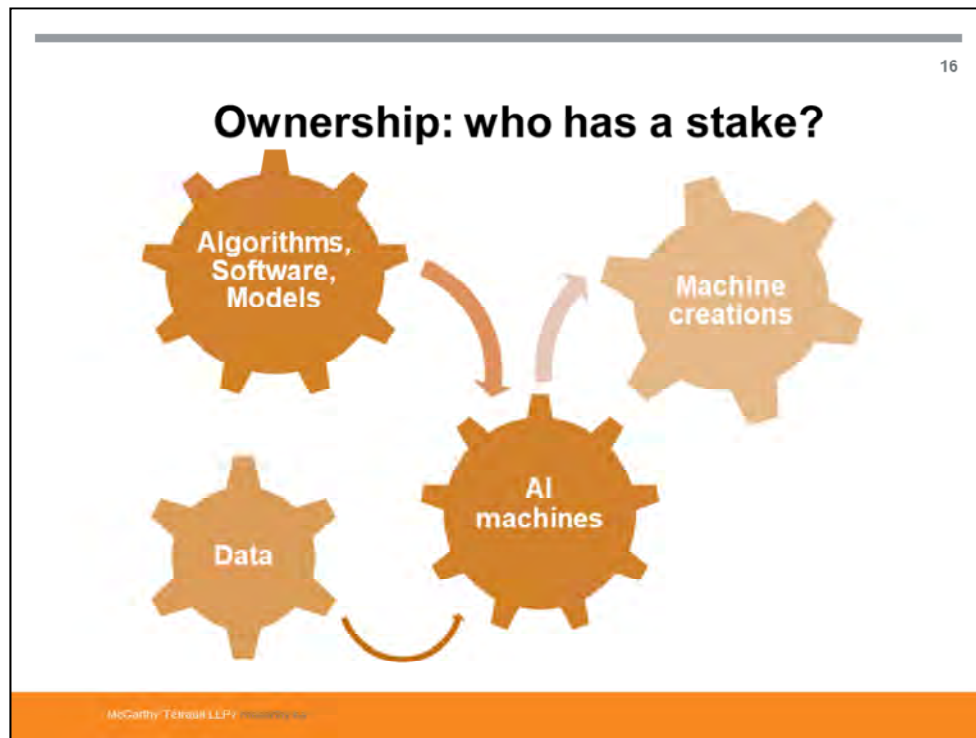 16
Ownership: who has a stake?
Algorithms,
Software,
Models
Machine
creations
AI
machines
Data
McCarthy Tétrault LLP /